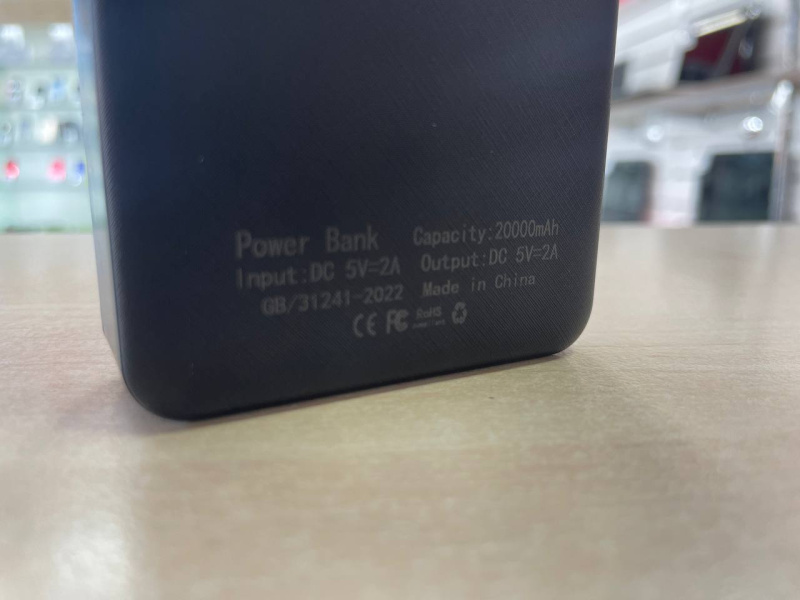 Power Bank Capacity:20000mAh
Input:DC 5V=2A Output:DC 5V=2A
GB/31241-2022 Made in China
CE FC RoHS